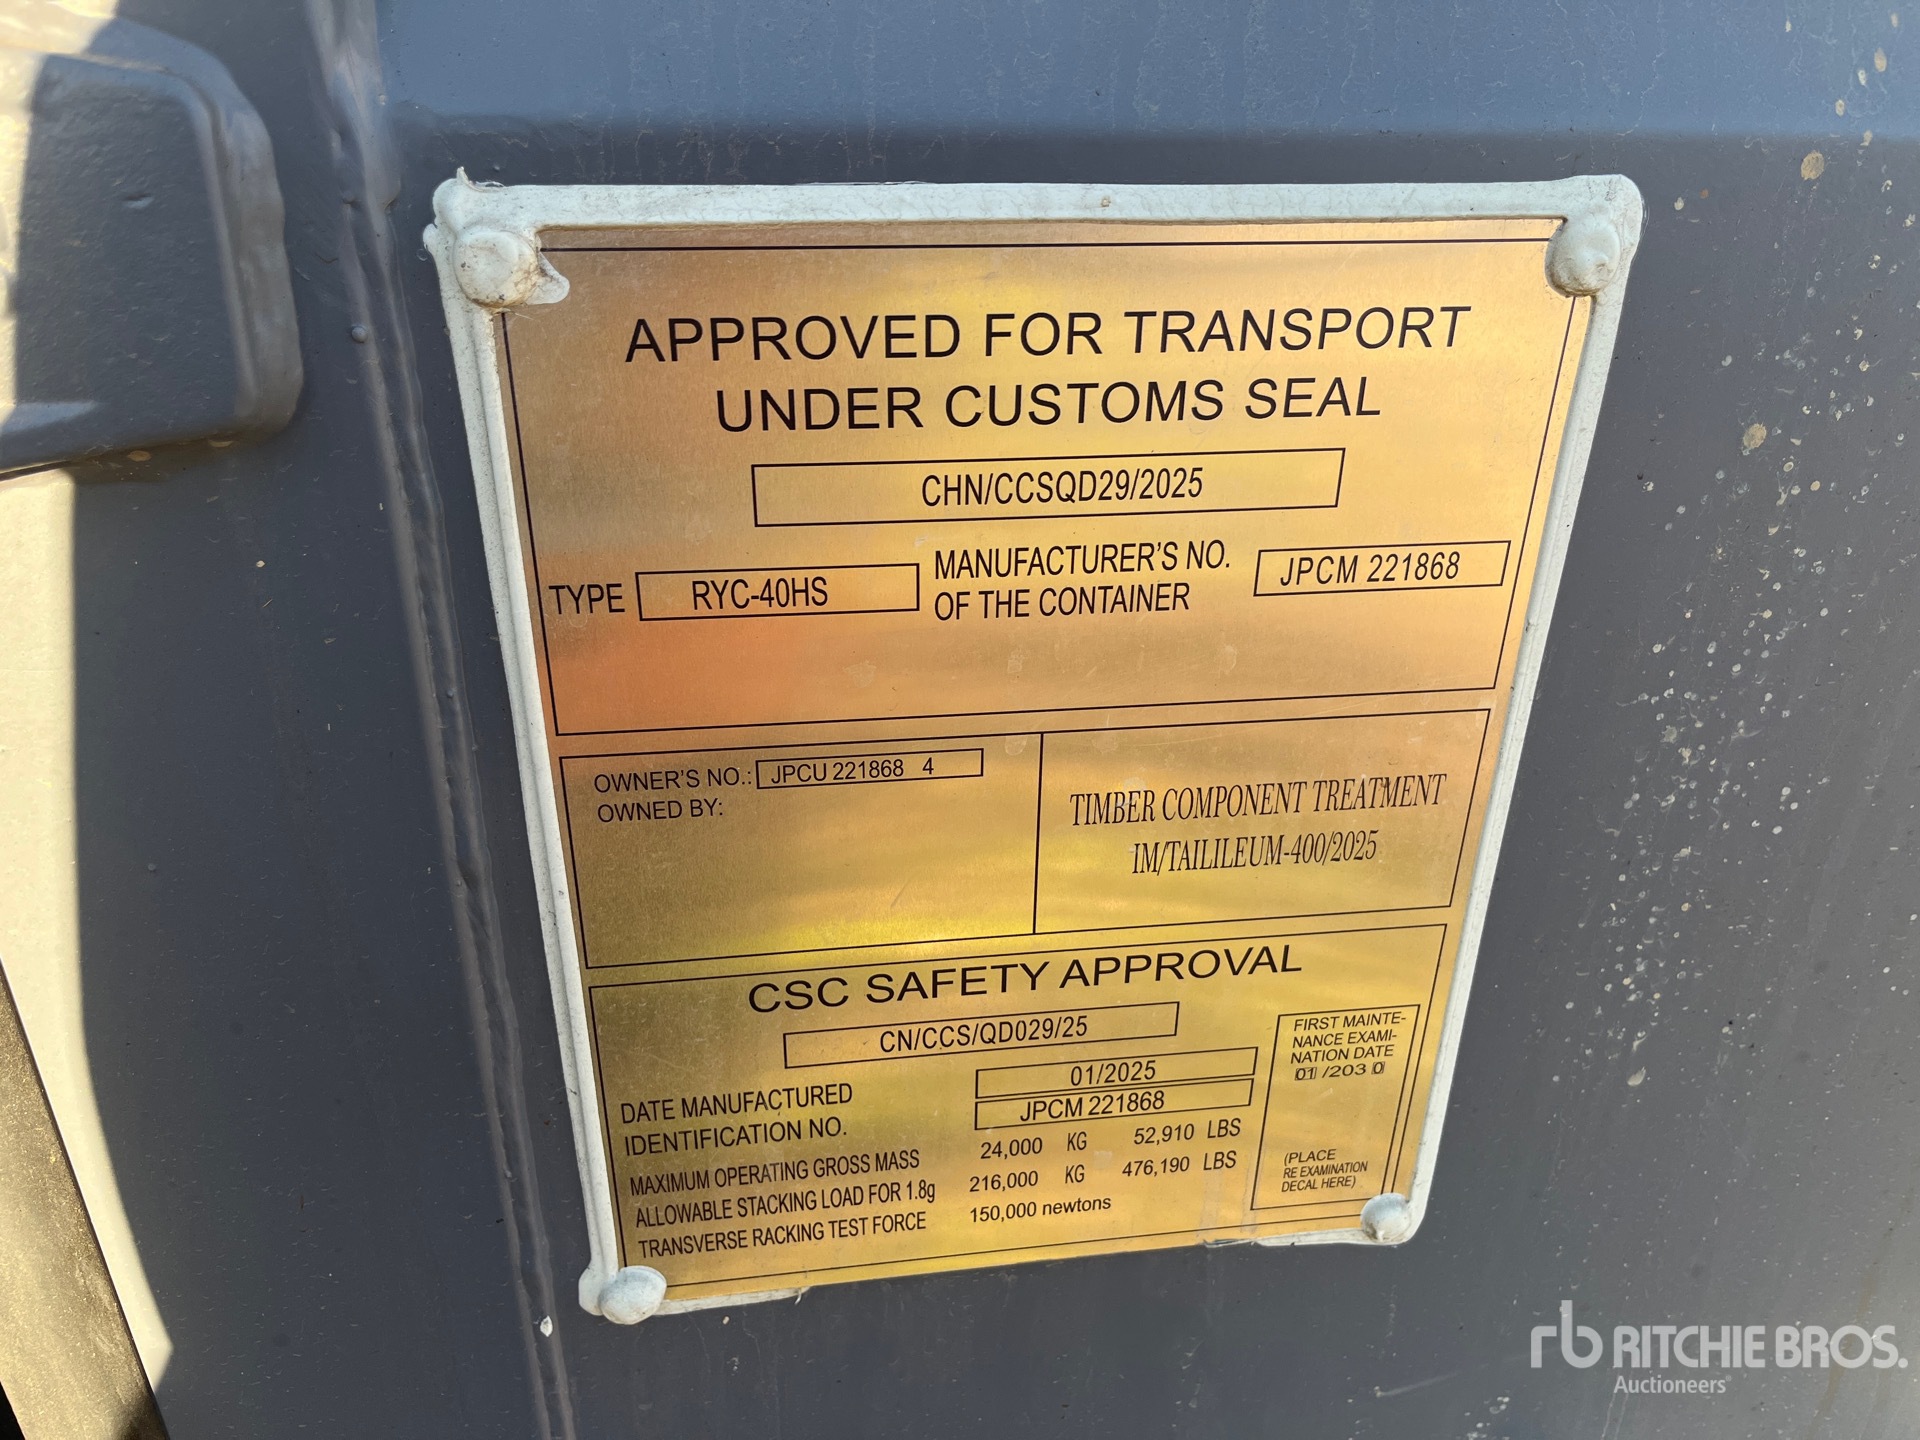 APPROVED FOR TRANSPORT
UNDER CUSTOMS SEAL
CHN/CCSQD29/2025
TYPE RYC-40HS MANUFACTURER'S NO.
OF THE CONTAINER JPCM 221868
OWNER'S NO.: JPCU 221868 4
OWNED BY:
TIMBER COMPONENT TREATMENT
IM/TAILILEUM-400/2025
CSC SAFETY APPROVAL
CN/CCS/QD029/25
DATE MANUFACTURED 01/2025
IDENTIFICATION NO. JPCM 221868
MAXIMUM OPERATING GROSS MASS 24,000 KG 52,910 LBS
ALLOWABLE STACKING LOAD FOR 1.8g 216,000 KG 476,190 LBS
TRANSVERSE RACKING TEST FORCE 150,000 newtons
FIRST MAINTE-
NANCE EXAMI-
NATION DATE
01 /203 0
(PLACE
RE EXAMINATION
DECAL HERE)
rb RITCHIE BROS.
Auctioneers